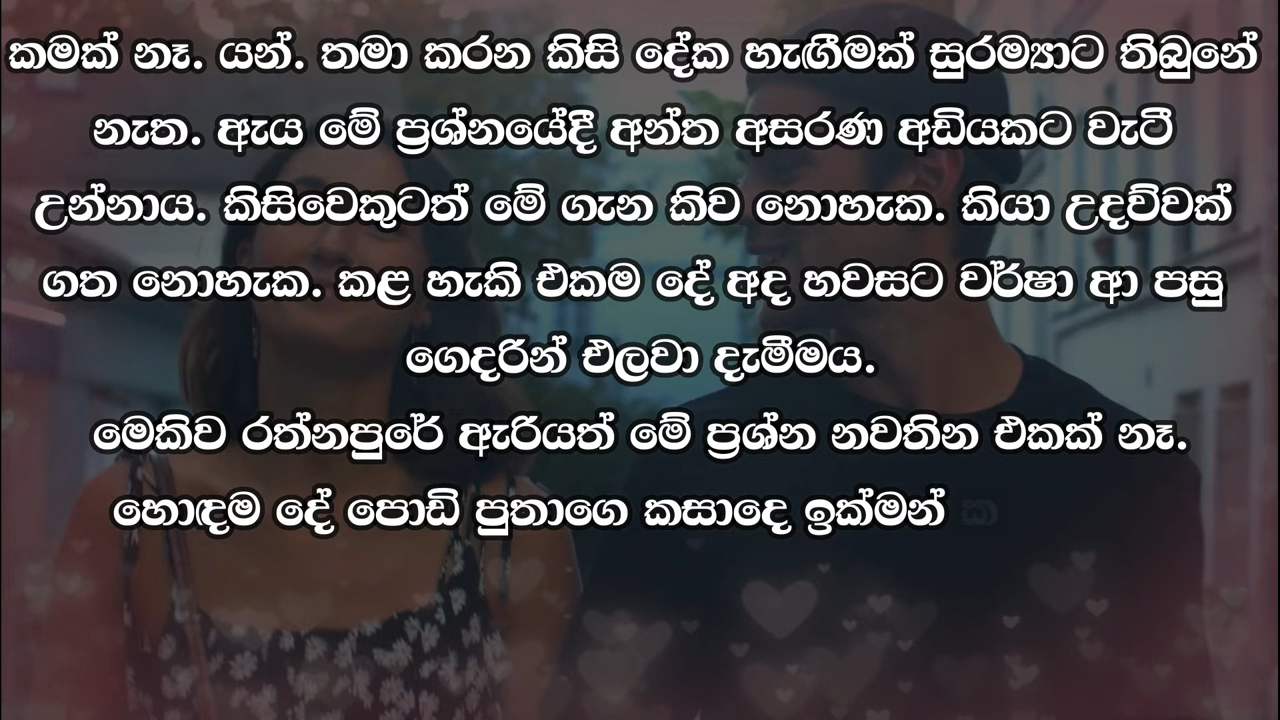 කමක් නෑ. යන්. තමා කරන කිසි දේක හැඟීමක් සුරම්‍යාට තිබුනේ
නැත. ඇය මේ ප්‍රශ්නයේදී අන්ත අසරණ අඩියකට වැටී
උන්නාය. කිසිවෙකුටත් මේ ගැන කිව නොහැක. කියා උදව්වක්
ගත නොහැක. කළ හැකි එකම දේ අද හවසට වර්ෂා ආ පසු
ගෙදරින් එලවා දැමීමය.
මෙකිව රත්නපුරේ ඇරියත් මේ ප්‍රශ්න නවතින එකක් නෑ.
හොඳම දේ පොඩි පුතාගෙ කසාදෙ ඉක්මන් ක